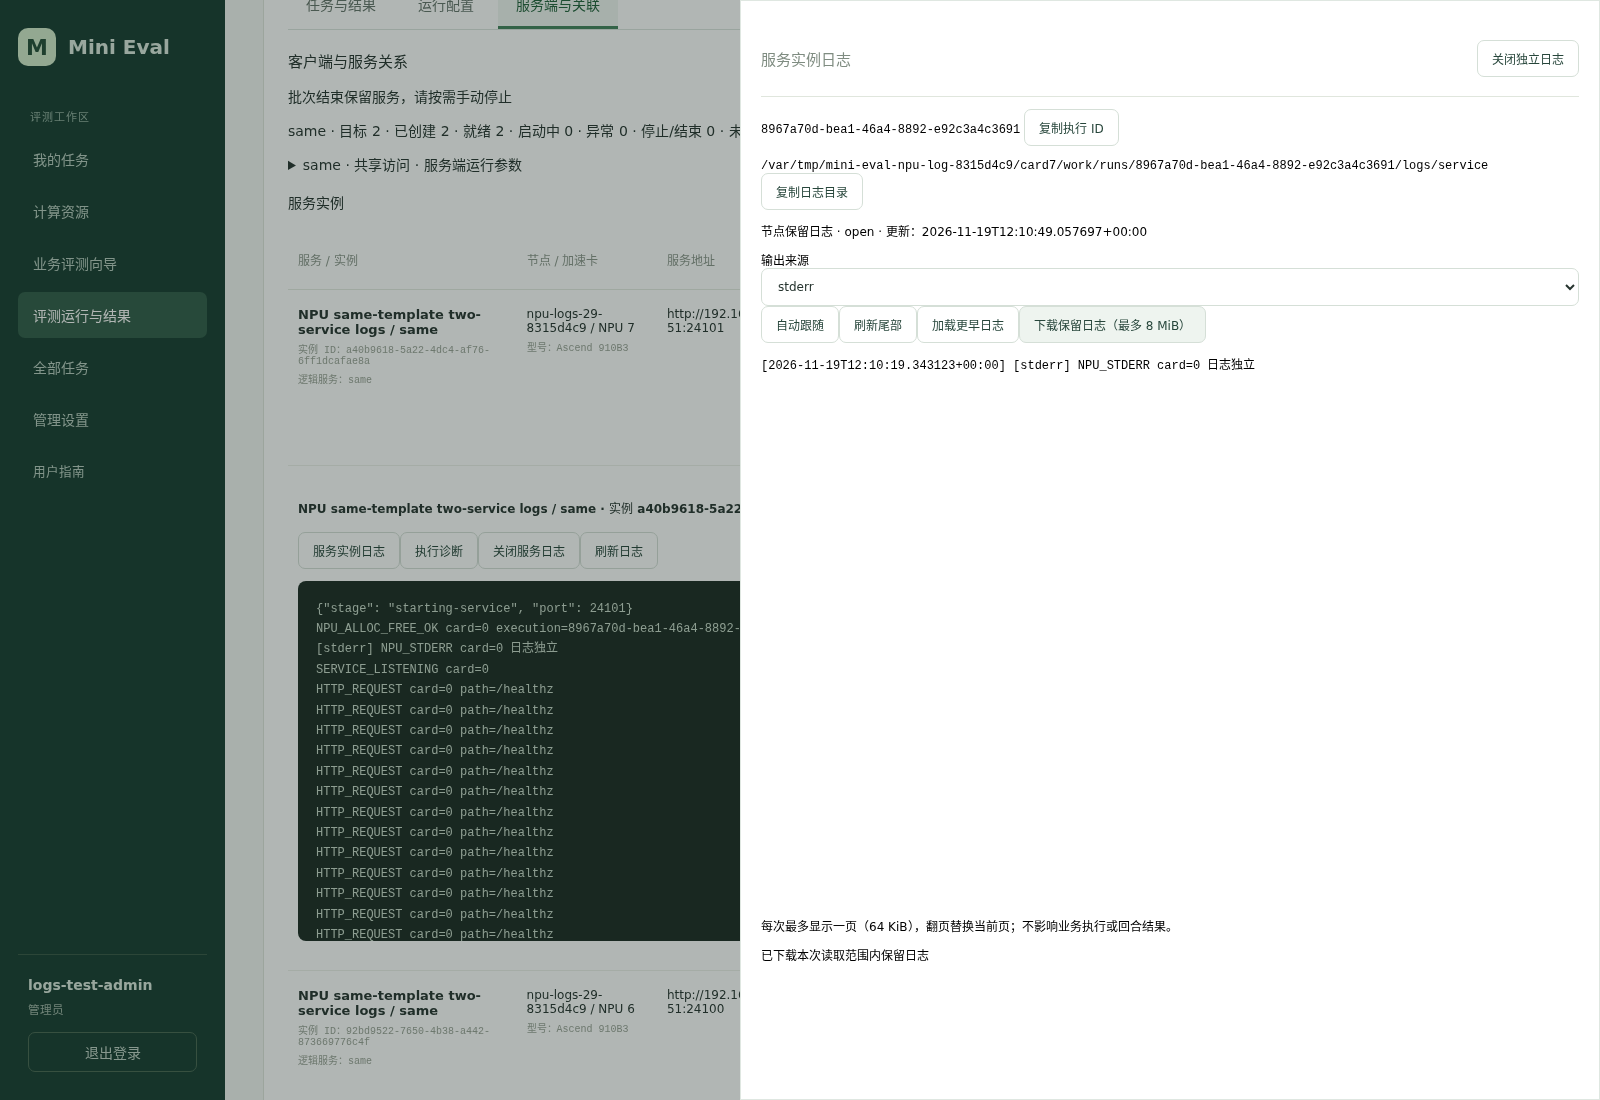 M Mini Eval
评测工作区
我的任务
计算资源
业务评测向导
评测运行与结果
全部任务
管理设置
用户指南
logs-test-admin
管理员
退出登录
任务与结果 运行配置 服务端与关联
客户端与服务关系
批次结束保留服务，请按需手动停止
same · 目标 2 · 已创建 2 · 就绪 2 · 启动中 0 · 异常 0 · 停止/结束 0 · 未
same · 共享访问 · 服务端运行参数
服务实例
服务 / 实例 节点 / 加速卡 服务地址
NPU same-template two-service logs / same
实例 ID: a40b9618-5a22-4dc4-af76-6ff1dcafae8a
逻辑服务: same
npu-logs-29-8315d4c9 / NPU 7
型号: Ascend 910B3
http://192.16
51:24101
NPU same-template two-service logs / same · 实例 a40b9618-5a22
服务实例日志 执行诊断 关闭服务日志 刷新日志
{"stage": "starting-service", "port": 24101}
NPU_ALLOC_FREE_OK card=0 execution=8967a70d-bea1-46a4-8892-
[stderr] NPU_STDERR card=0 日志独立
SERVICE_LISTENING card=0
HTTP_REQUEST card=0 path=/healthz
HTTP_REQUEST card=0 path=/healthz
HTTP_REQUEST card=0 path=/healthz
HTTP_REQUEST card=0 path=/healthz
HTTP_REQUEST card=0 path=/healthz
HTTP_REQUEST card=0 path=/healthz
HTTP_REQUEST card=0 path=/healthz
HTTP_REQUEST card=0 path=/healthz
HTTP_REQUEST card=0 path=/healthz
HTTP_REQUEST card=0 path=/healthz
HTTP_REQUEST card=0 path=/healthz
HTTP_REQUEST card=0 path=/healthz
HTTP_REQUEST card=0 path=/healthz
NPU same-template two-service logs / same
实例 ID: 92bd9522-7650-4b38-a442-873669776c4f
逻辑服务: same
npu-logs-29-8315d4c9 / NPU 6
型号: Ascend 910B3
http://192.16
51:24100
服务实例日志 关闭独立日志
8967a70d-bea1-46a4-8892-e92c3a4c3691 复制执行 ID
/var/tmp/mini-eval-npu-log-8315d4c9/card7/work/runs/8967a70d-bea1-46a4-8892-e92c3a4c3691/logs/service
复制日志目录
节点保留日志 · open · 更新：2026-11-19T12:10:49.057697+00:00
输出来源
stderr
自动跟随 刷新尾部 加载更早日志 下载保留日志（最多 8 MiB）
[2026-11-19T12:10:19.343123+00:00] [stderr] NPU_STDERR card=0 日志独立
每次最多显示一页（64 KiB），翻页替换当前页；不影响业务执行或回合结果。
已下载本次读取范围内保留日志